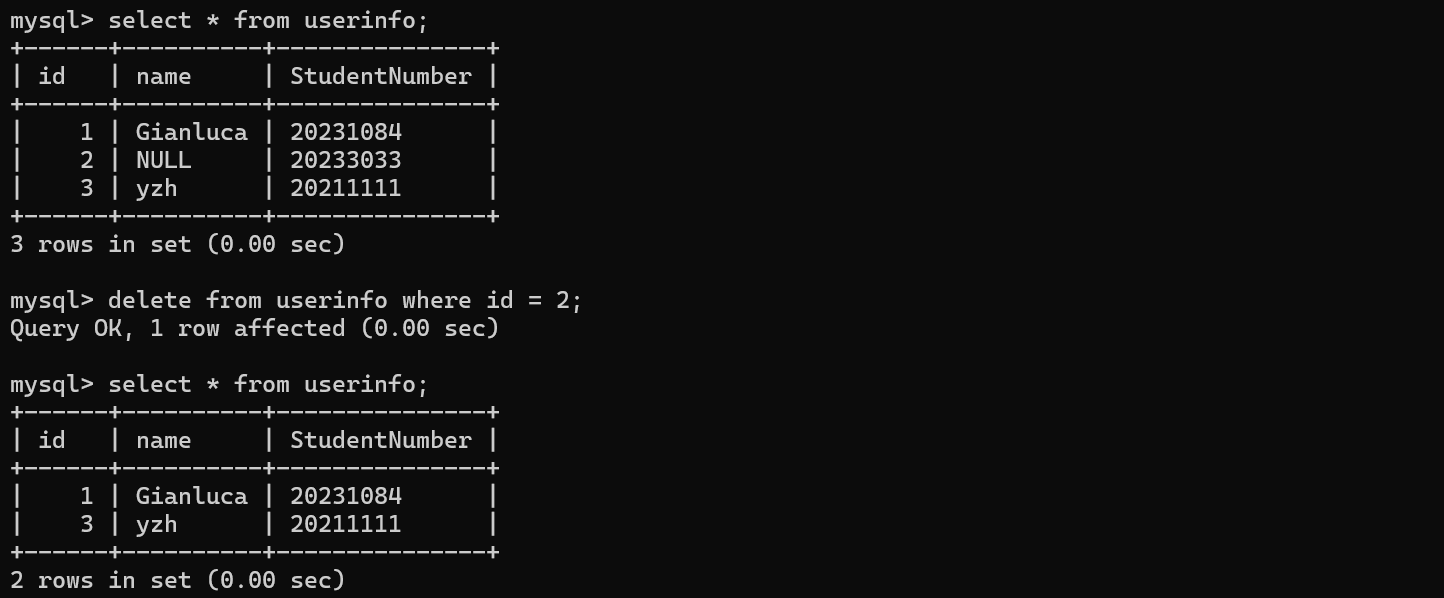 mysql> select * from userinfo;
+------+----------+---------------+
| id   | name     | StudentNumber |
+------+----------+---------------+
|    1 | Gianluca | 20231084      |
|    2 | NULL     | 20233033      |
|    3 | yzh      | 20211111      |
+------+----------+---------------+
3 rows in set (0.00 sec)

mysql> delete from userinfo where id = 2;
Query OK, 1 row affected (0.00 sec)

mysql> select * from userinfo;
+------+----------+---------------+
| id   | name     | StudentNumber |
+------+----------+---------------+
|    1 | Gianluca | 20231084      |
|    3 | yzh      | 20211111      |
+------+----------+---------------+
2 rows in set (0.00 sec)